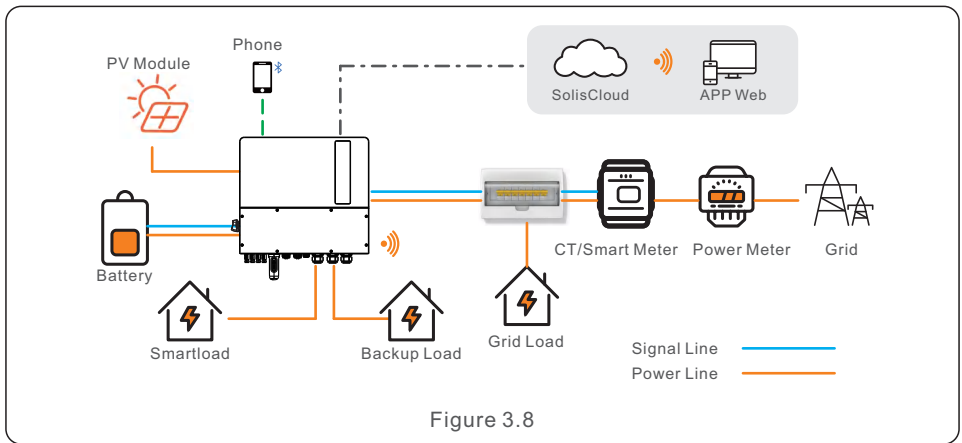 Phone
PV Module
SolisCloud
APP Web
Battery
CT/Smart Meter
Power Meter
Grid
Smartload
Backup Load
Grid Load
Signal Line
Power Line
Figure 3.8